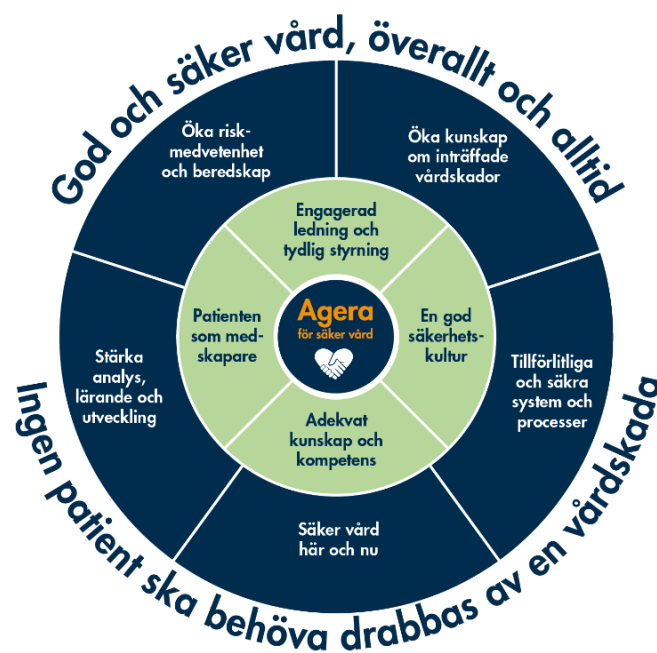 God och säker vård, överallt och alltid
Öka risk-
medvetenhet
och beredskap
Öka kunskap
om inträffade
vårdskador
Engagerad
ledning och
tydlig styrning
Patienten
som med-
skapare
Agera
för säker vård
En god
säkerhets-
kultur
Stärka
analys,
lärande och
utveckling
Tillförlitliga
och säkra
system och
processer
Adekvat
kunskap och
kompetens
Säker vård
här och nu
Ingen patient ska behöva drabbas av en vårdskada